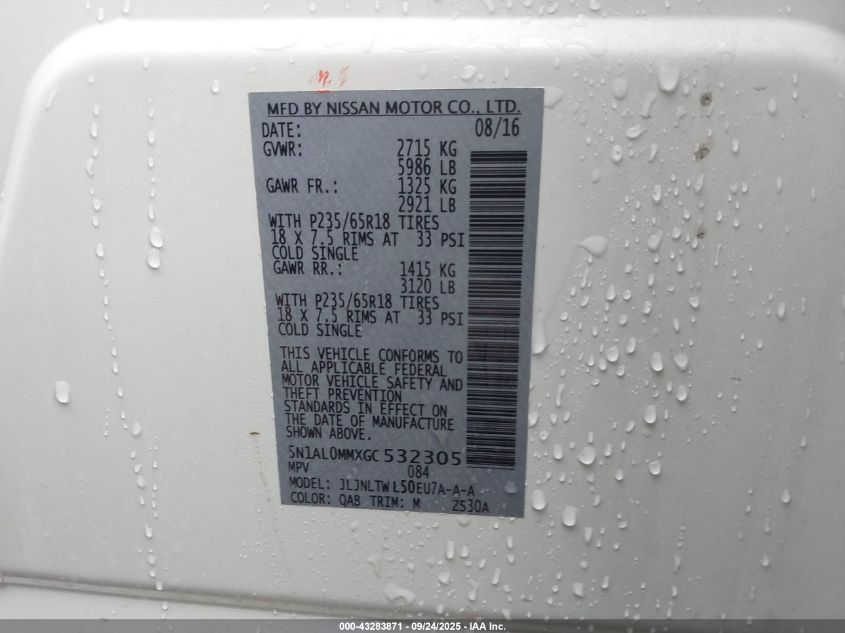 MFD BY NISSAN MOTOR CO., LTD.
DATE: 08/16
GVWR: 2715 KG
5986 LB
GAWR FR.: 1325 KG
2921 LB
WITH P235/65R18 TIRES
18 X 7.5 RIMS AT 33 PSI
COLD SINGLE
GAWR RR.: 1415 KG
3120 LB
WITH P235/65R18 TIRES
18 X 7.5 RIMS AT 33 PSI
COLD SINGLE
THIS VEHICLE CONFORMS TO
ALL APPLICABLE FEDERAL
MOTOR VEHICLE SAFETY AND
THEFT PREVENTION
STANDARDS IN EFFECT ON
THE DATE OF MANUFACTURE
SHOWN ABOVE.
5N1AL0MMXGC 532305
MPV 084
MODEL: JLJNLTW L50EU7A-A-A
COLOR: QAB TRIM: M ZS30A
000-43283871 - 09/24/2025 - IAA Inc.